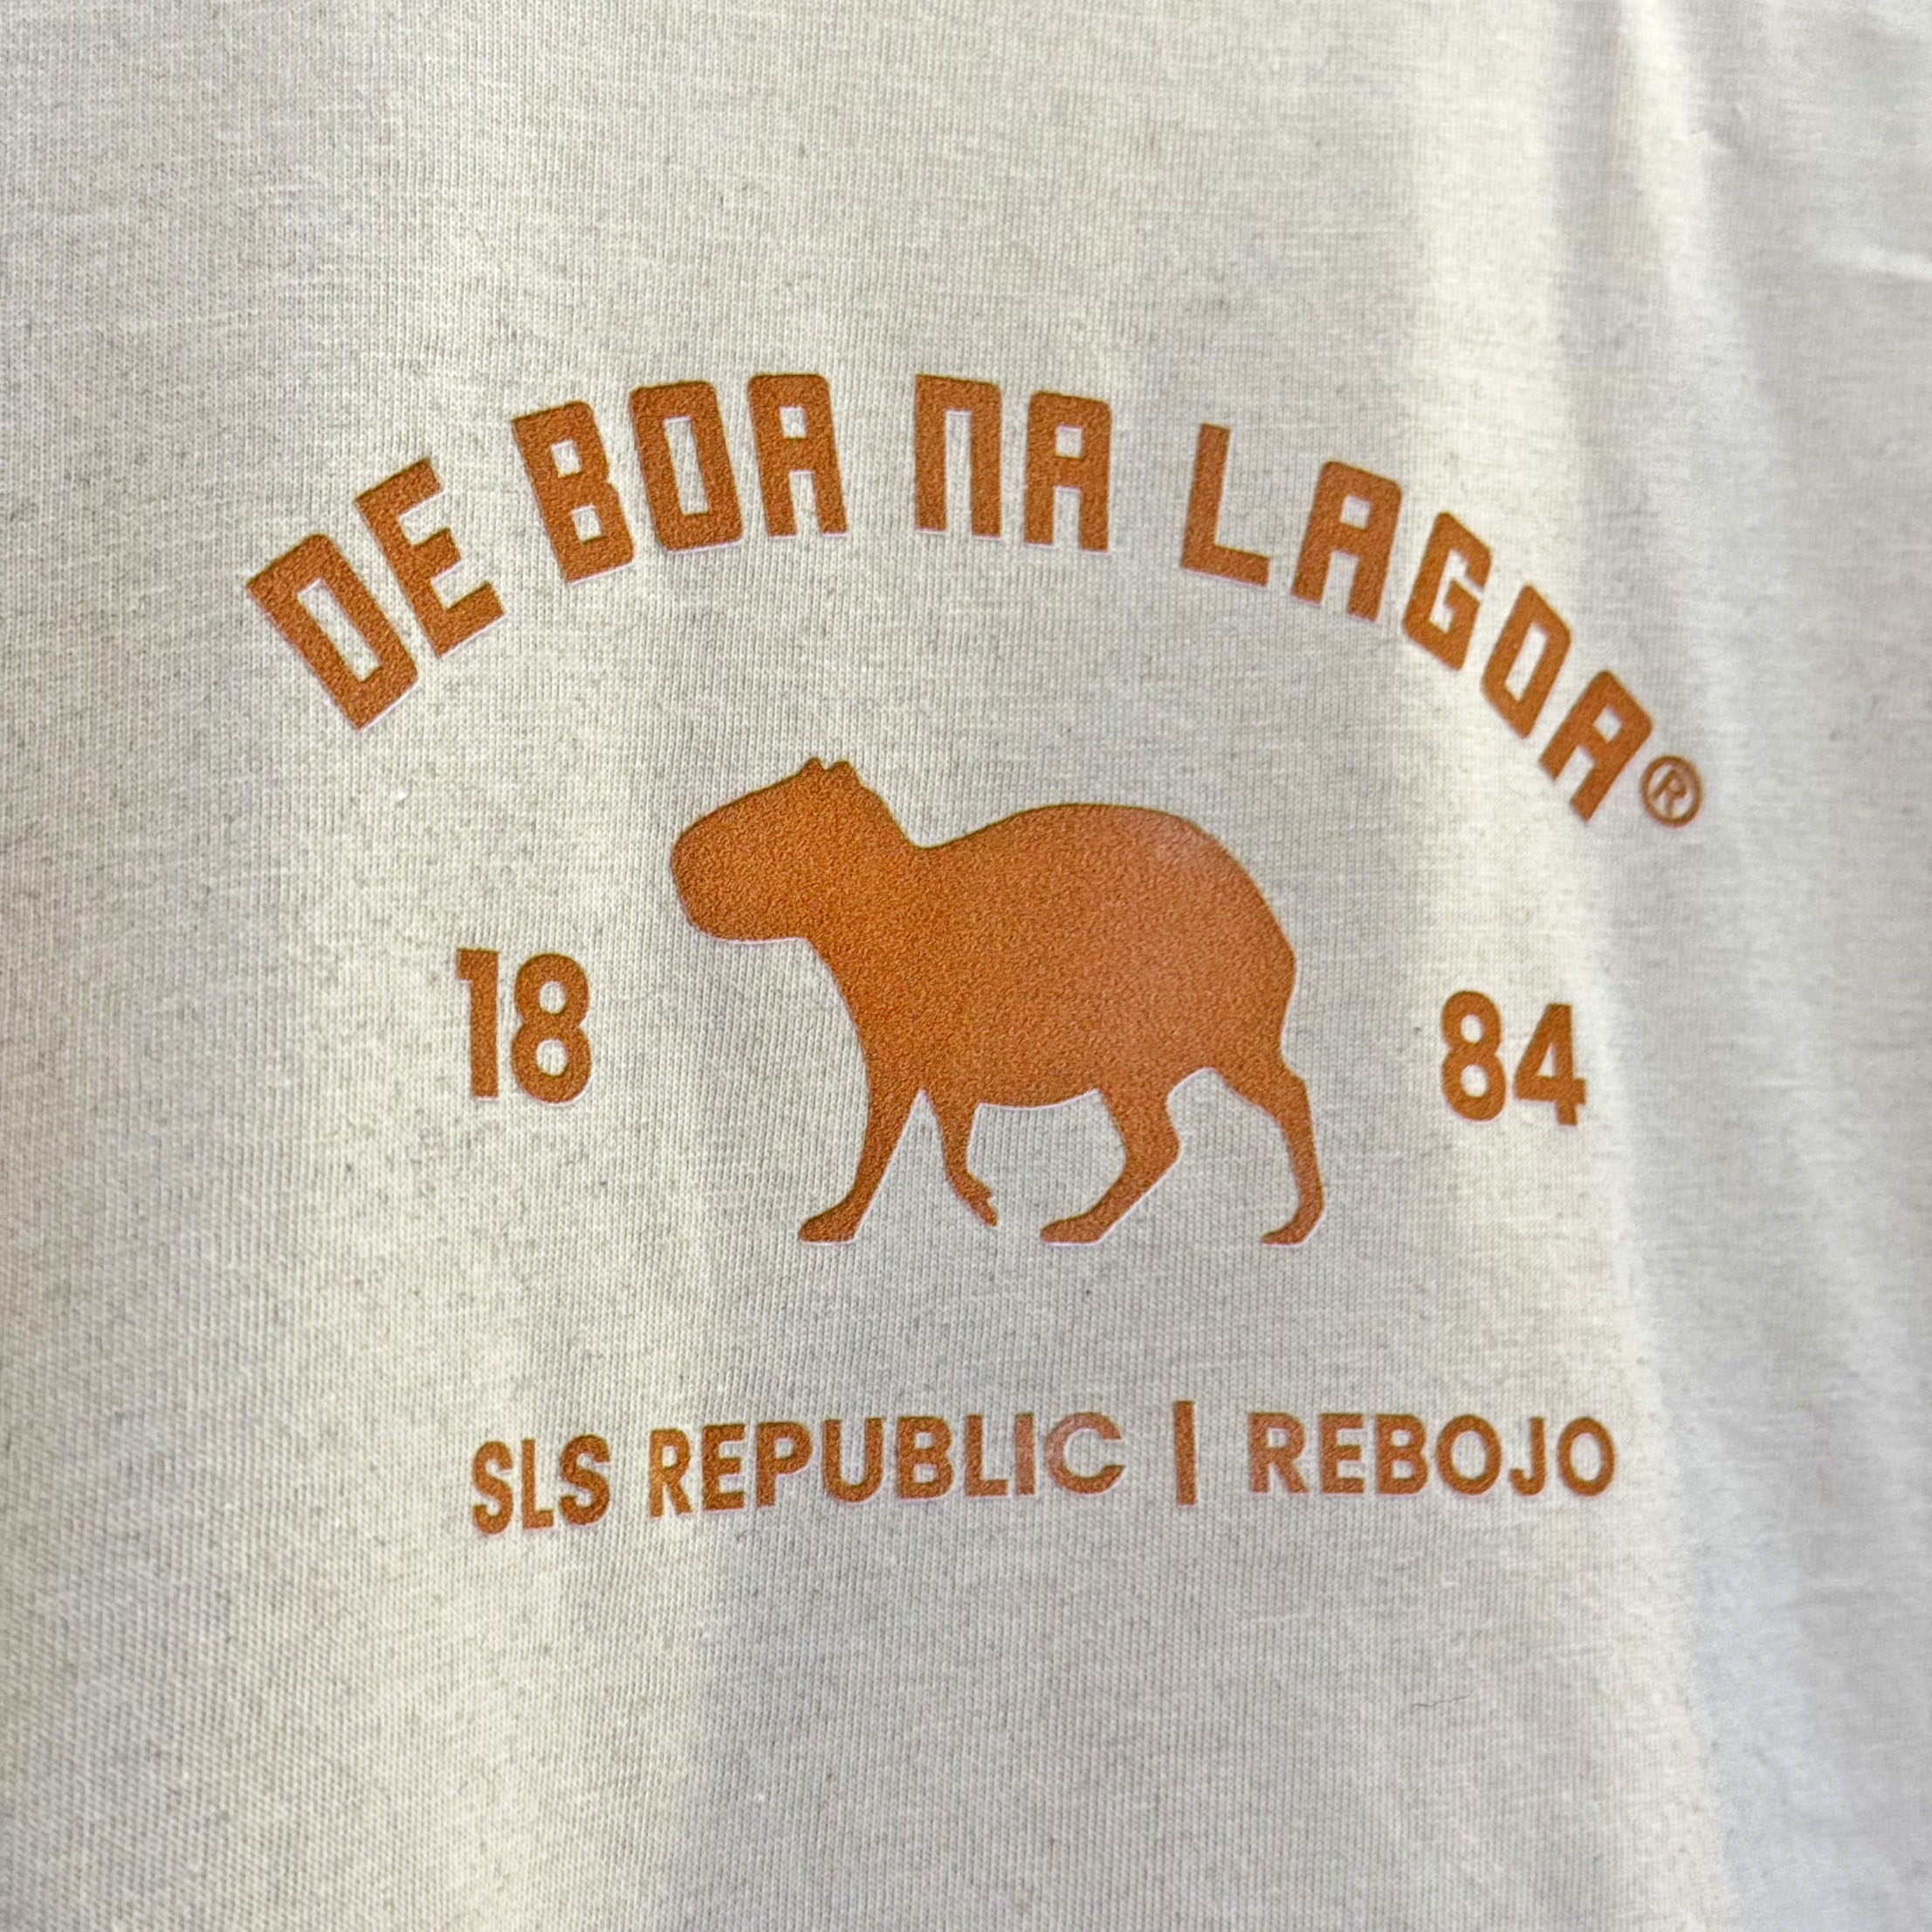 DE BOA NA LAGOA®
18 84
SLS REPUBLIC | REBOJO